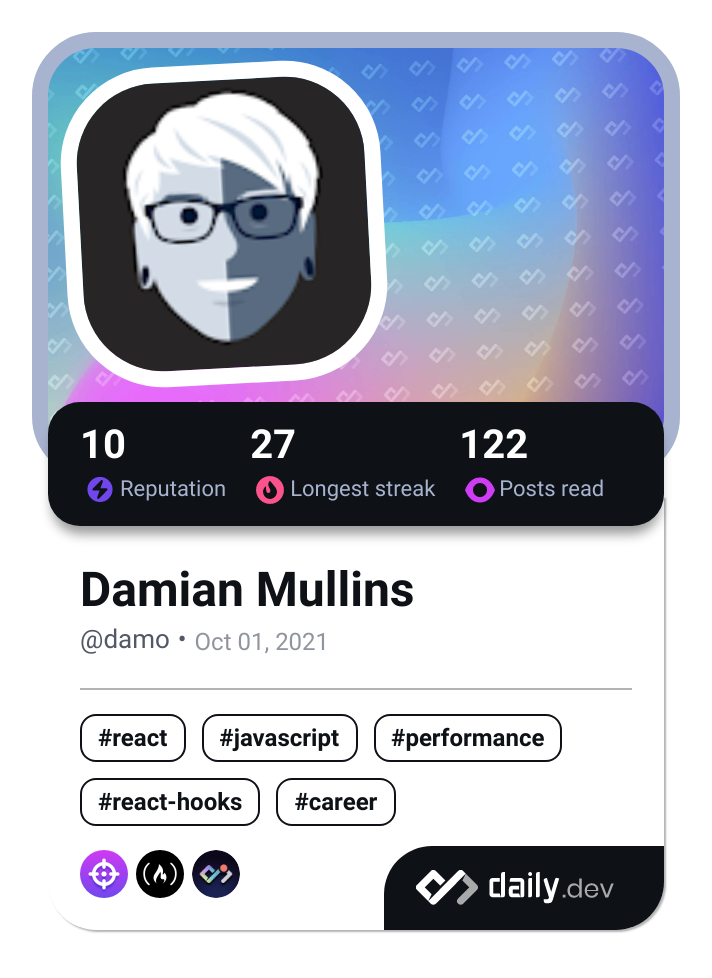 10 27 122
Reputation Longest streak Posts read
Damian Mullins
@damo • Oct 01, 2021
#react #javascript #performance
#react-hooks #career
daily.dev